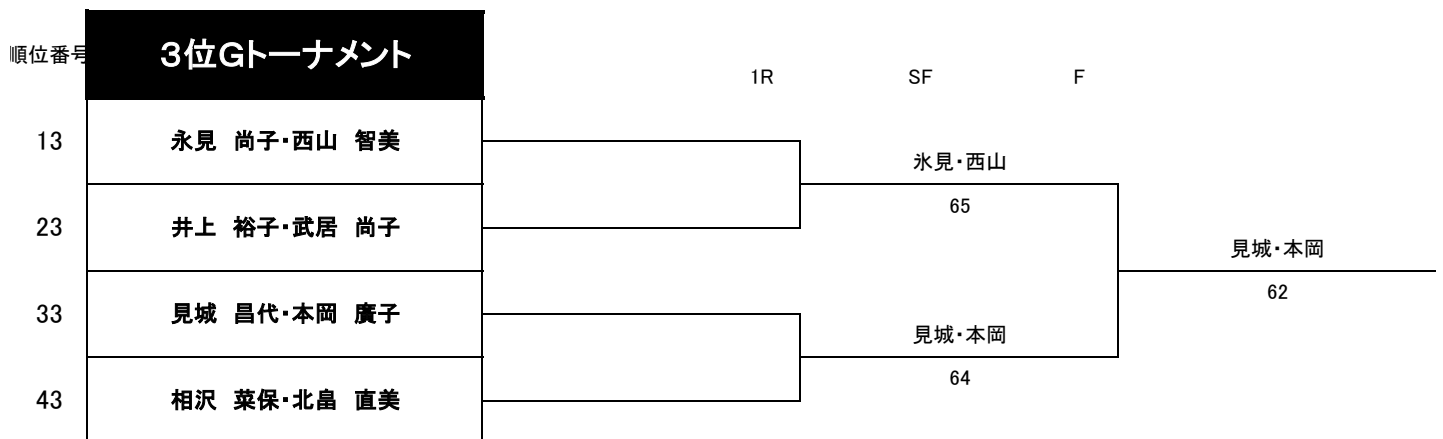 順位番号
3位Gトーナメント
1R SF F
13 永見 尚子・西山 智美
氷見・西山
65
23 井上 裕子・武居 尚子
見城・本岡
62
33 見城 昌代・本岡 廣子
見城・本岡
64
43 相沢 菜保・北畠 直美